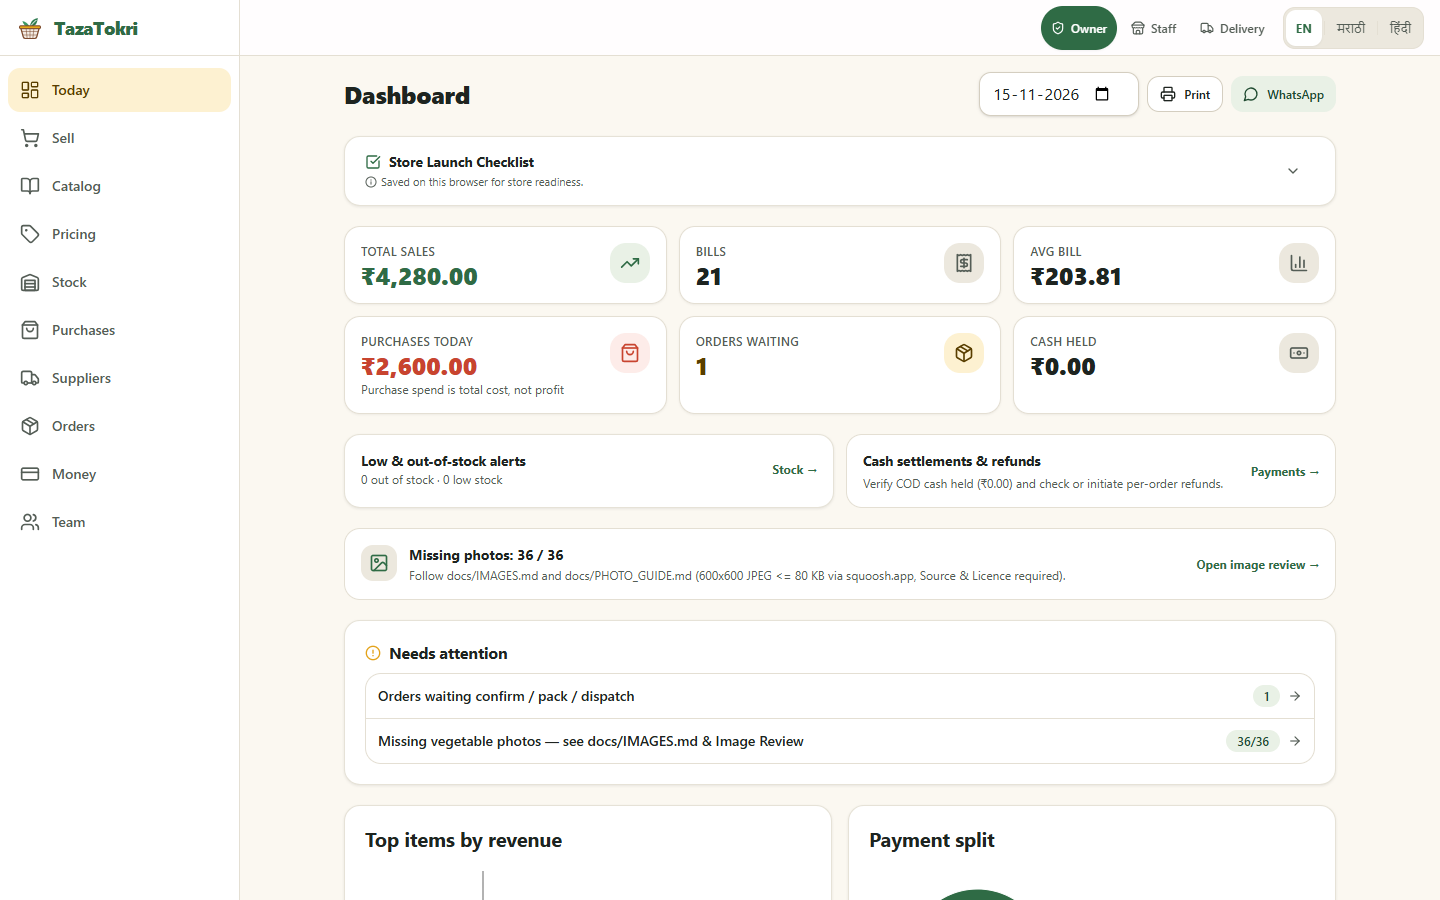 TazaTokri
Owner
Staff
Delivery
EN
मराठी
हिंदी
Today
Sell
Catalog
Pricing
Stock
Purchases
Suppliers
Orders
Money
Team
Dashboard
15-11-2026
Print
WhatsApp
Store Launch Checklist
Saved on this browser for store readiness.
TOTAL SALES
₹4,280.00
BILLS
21
AVG BILL
₹203.81
PURCHASES TODAY
₹2,600.00
Purchase spend is total cost, not profit
ORDERS WAITING
1
CASH HELD
₹0.00
Low & out-of-stock alerts
0 out of stock · 0 low stock
Stock →
Cash settlements & refunds
Verify COD cash held (₹0.00) and check or initiate per-order refunds.
Payments →
Missing photos: 36 / 36
Follow docs/IMAGES.md and docs/PHOTO_GUIDE.md (600x600 JPEG <= 80 KB via squoosh.app, Source & Licence required).
Open image review →
Needs attention
Orders waiting confirm / pack / dispatch
1
Missing vegetable photos — see docs/IMAGES.md & Image Review
36/36
Top items by revenue
Payment split